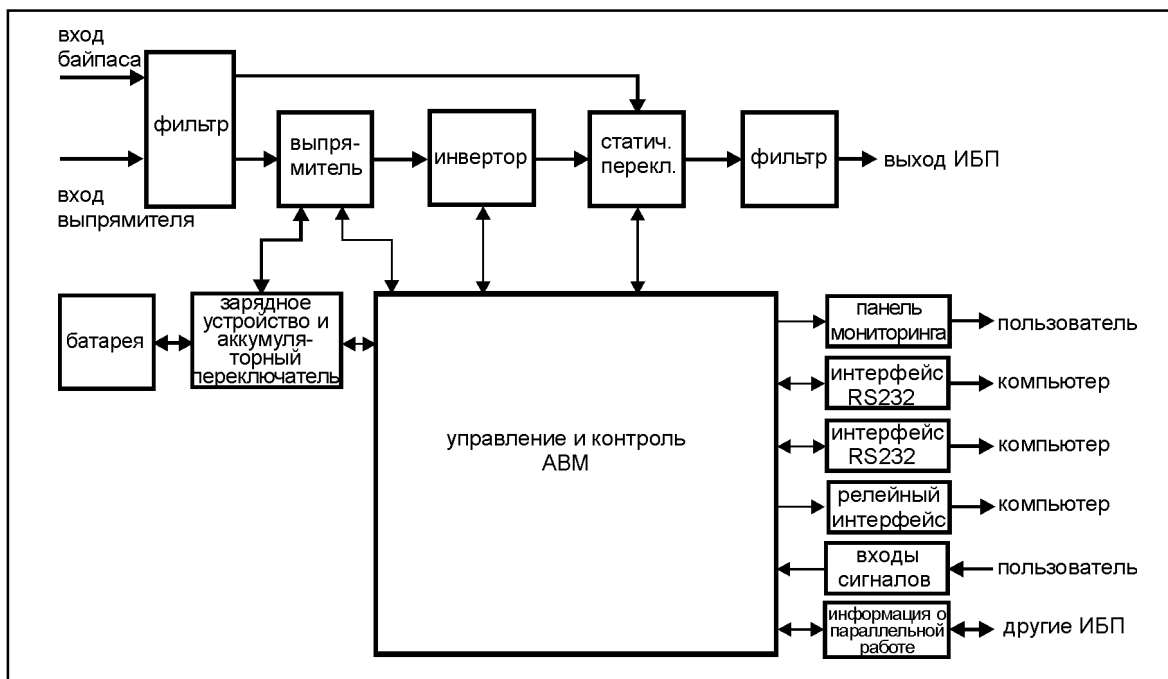 вход
байпаса
фильтр
вход
выпрямителя
выпря-
митель
инвертор
статич.
перекл.
фильтр
выход ИБП
батарея
зарядное
устройство и
аккумуля-
торный
переключатель
управление и контроль
АВМ
панель
мониторинга
пользователь
интерфейс
RS232
компьютер
интерфейс
RS232
компьютер
релейный
интерфейс
компьютер
входы
сигналов
пользователь
информация о
параллельной
работе
другие ИБП